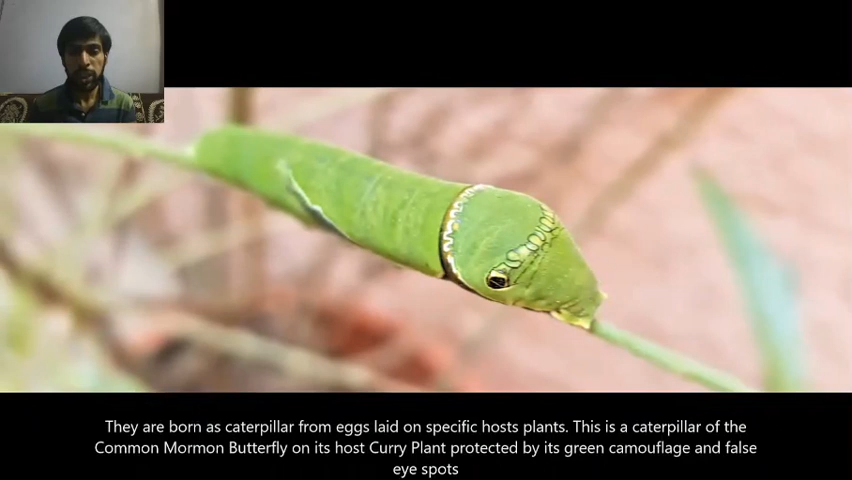 They are born as caterpillar from eggs laid on specific hosts plants. This is a caterpillar of the
Common Mormon Butterfly on its host Curry Plant protected by its green camouflage and false
eye spots